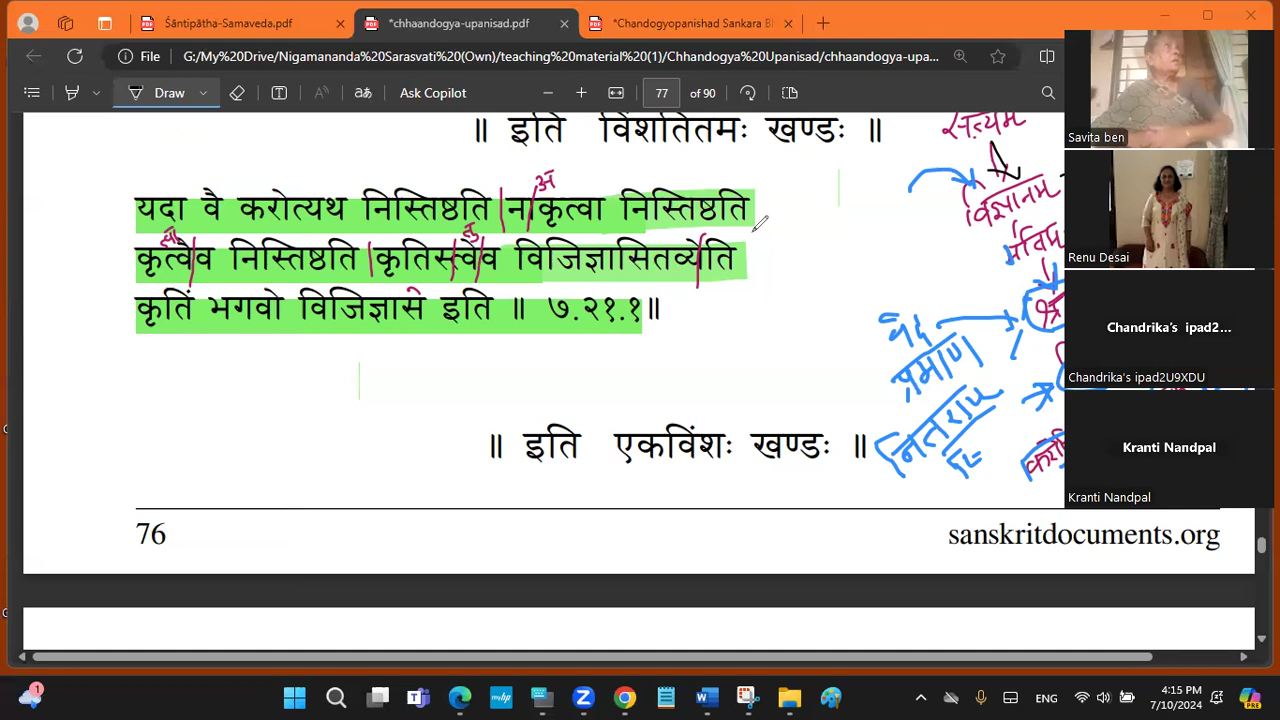 Śāntipātha-Samaveda.pdf
*chhaandogya-upanisad.pdf
*Chandogyopanishad Sankara Bl
File
G:/My%20Drive/Nigamananda%20Sarasvati%20(Own)/teaching%20material%20(1)/Chhandogya%20Upanisad/chhaandogya-upa...
Draw
Ask Copilot
77 of 90
॥ इति विंशतितमः खण्डः ॥
यदा वै करोत्यथ निस्तिष्ठति नाकृत्वा निस्तिष्ठति
कृत्वैव निस्तिष्ठति कृतिस्त्वेव विजिज्ञासितव्येति
कृतिं भगवो विजिज्ञास इति ॥ ७.२१.१॥
॥ इति एकविंशः खण्डः ॥
76
sanskritdocuments.org
अ
सत्यम
विज्ञानम
मतिम
वेद
प्रमाण
Savita ben
Renu Desai
Chandrika's ipad2...
Chandrika's ipad2U9XDU
Kranti Nandpal
Kranti Nandpal
1
ENG
4:15 PM
7/10/2024